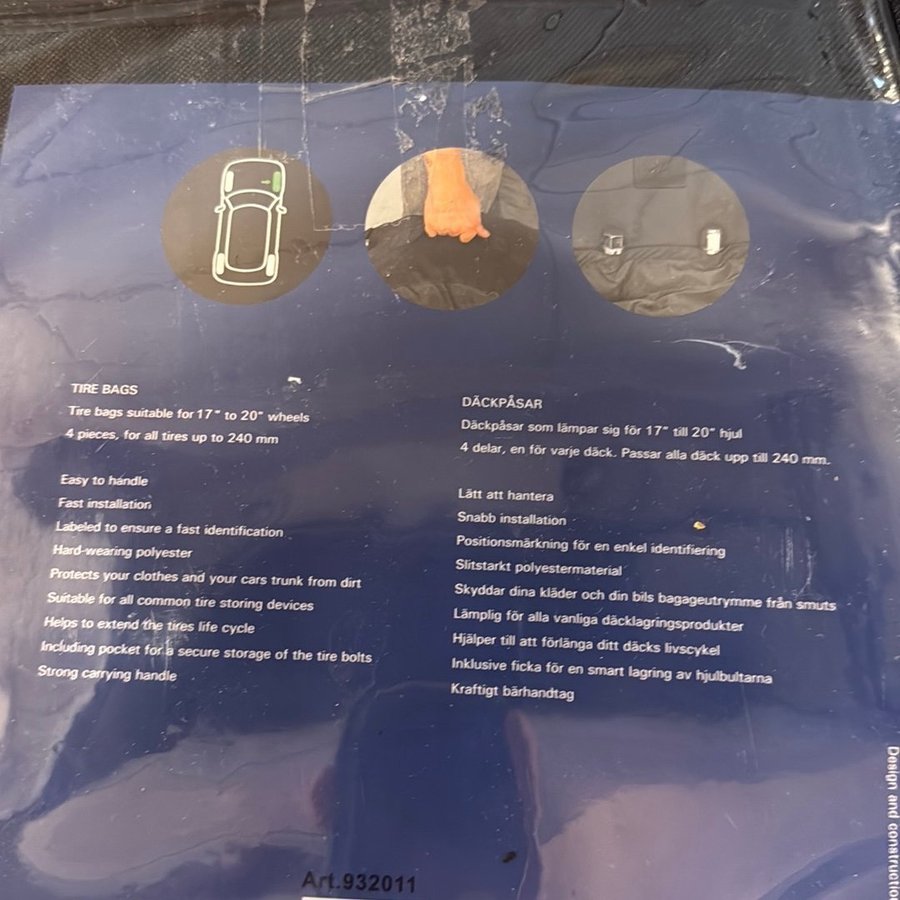 TIRE BAGS
Tire bags suitable for 17" to 20" wheels
4 pieces, for all tires up to 240 mm
Easy to handle
Fast installation
Labeled to ensure a fast identification
Hard-wearing polyester
Protects your clothes and your cars trunk from dirt
Suitable for all common tire storing devices
Helps to extend the tires life cycle
Including pocket for a secure storage of the tire bolts
Strong carrying handle
DÄCKPÅSAR
Däckpåsar som lämpar sig för 17" till 20" hjul
4 delar, en för varje däck. Passar alla däck upp till 240 mm.
Lätt att hantera
Snabb installation
Positionsmärkning för en enkel identifiering
Slitstarkt polyestermaterial
Skyddar dina kläder och din bils bagageutrymme från smuts
Lämplig för alla vanliga däcklagringsprodukter
Hjälper till att förlänga ditt däcks livscykel
Inklusive ficka för en smart lagring av hjulbultarna
Kraftigt bärhandtag
Art.932011
Design and construction